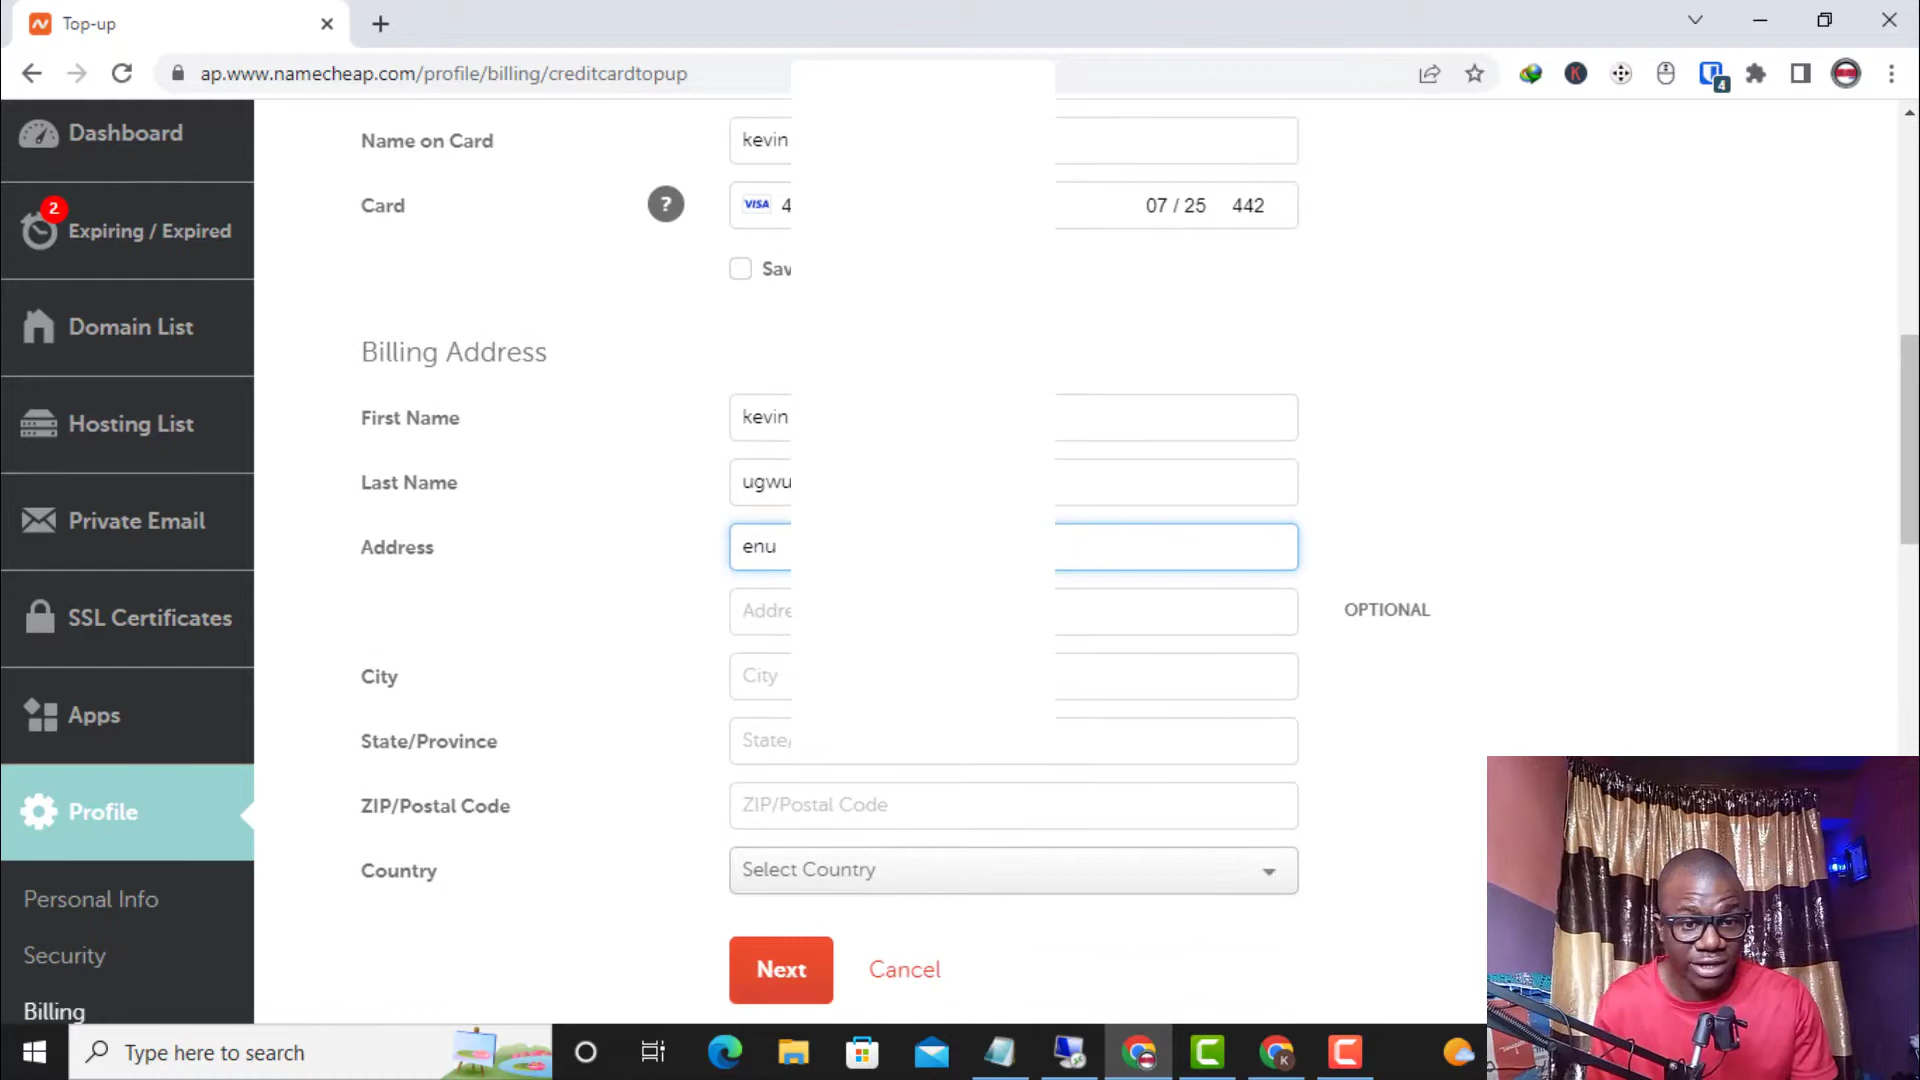 Top-up
ap.www.namecheap.com/profile/billing/creditcardtopup
K
4
Dashboard
2
Expiring / Expired
Domain List
Hosting List
Private Email
SSL Certificates
Apps
Profile
Personal Info
Security
Billing
Name on Card
kevin
Card
?
VISA 4
07 / 25
442
Sav
Billing Address
First Name
kevin
Last Name
ugwu
Address
enu
Addre
OPTIONAL
City
City
State/Province
State/
ZIP/Postal Code
ZIP/Postal Code
Country
Select Country
Next
Cancel
Type here to search